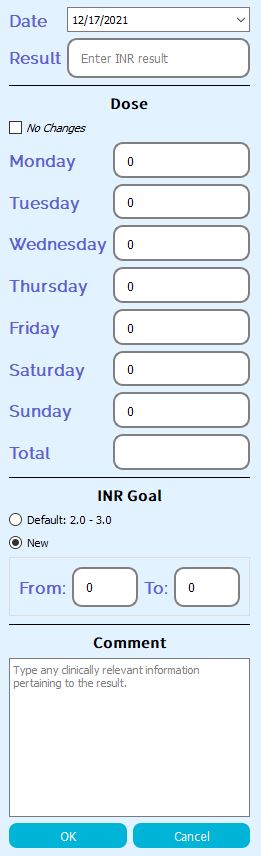 Date 12/17/2021
Result Enter INR result
Dose
No Changes
Monday 0
Tuesday 0
Wednesday 0
Thursday 0
Friday 0
Saturday 0
Sunday 0
Total
INR Goal
Default: 2.0 - 3.0
New
From: 0 To: 0
Comment
Type any clinically relevant information
pertaining to the result.
OK Cancel